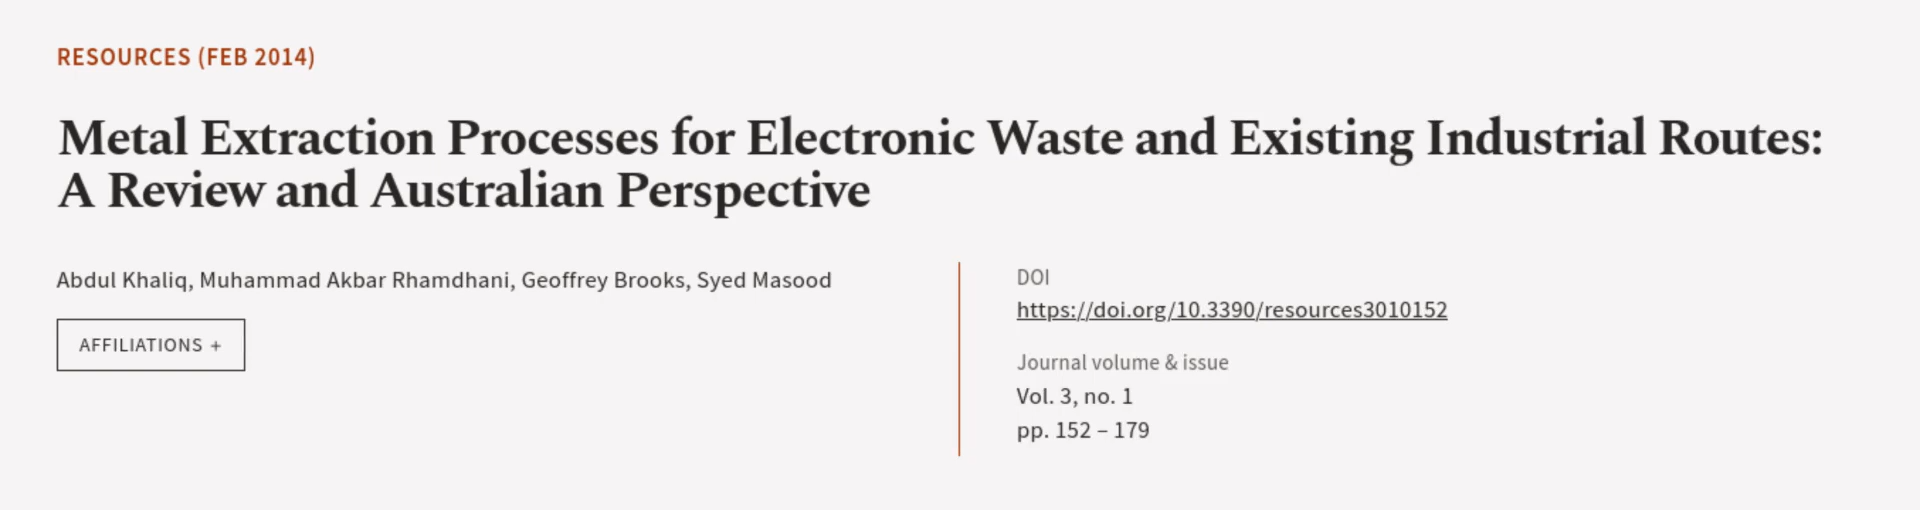 RESOURCES (FEB 2014)
Metal Extraction Processes for Electronic Waste and Existing Industrial Routes:
A Review and Australian Perspective
Abdul Khaliq, Muhammad Akbar Rhamdhani, Geoffrey Brooks, Syed Masood
AFFILIATIONS +
DOI
https://doi.org/10.3390/resources3010152
Journal volume & issue
Vol. 3, no. 1
pp. 152 – 179